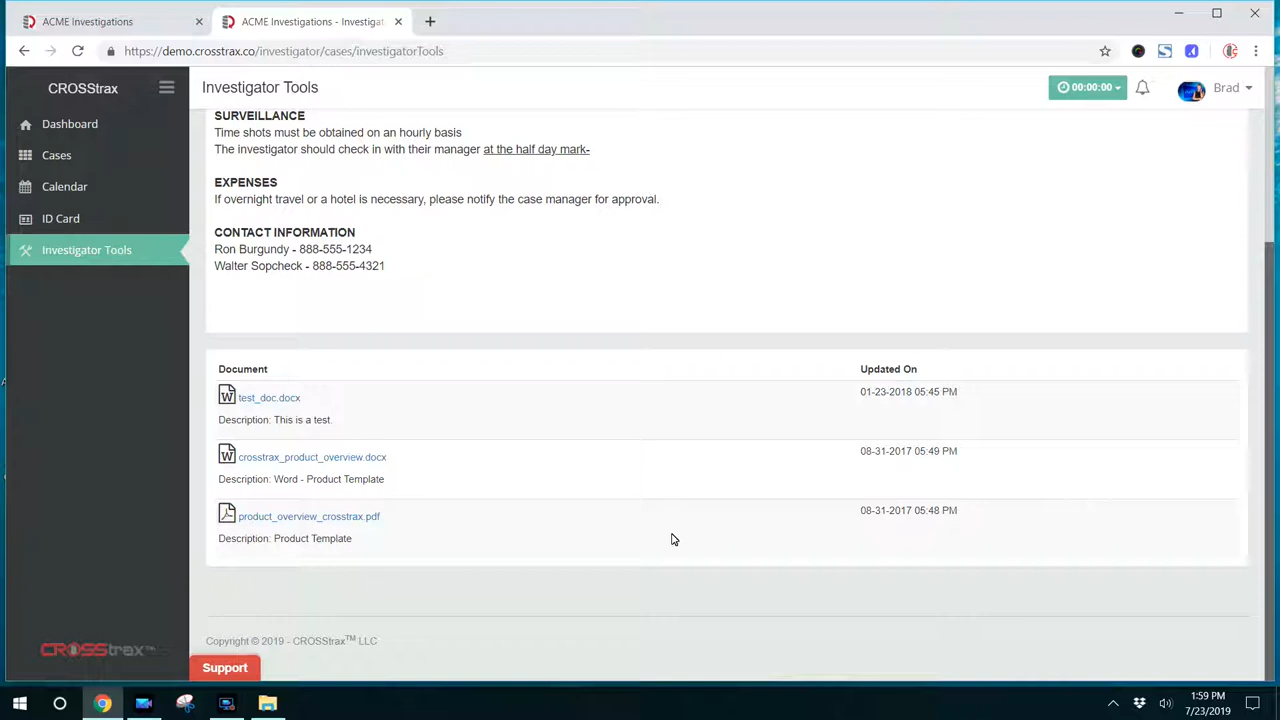 ACME Investigations
ACME Investigations - Investigat
https://demo.crosstrax.co/investigator/cases/investigatorTools
CROSStrax
Investigator Tools
00:00:00
Brad
Dashboard
Cases
Calendar
ID Card
Investigator Tools
SURVEILLANCE
Time shots must be obtained on an hourly basis
The investigator should check in with their manager at the half day mark-
EXPENSES
If overnight travel or a hotel is necessary, please notify the case manager for approval.
CONTACT INFORMATION
Ron Burgundy - 888-555-1234
Walter Sopcheck - 888-555-4321
Document Updated On
test_doc.docx 01-23-2018 05:45 PM
Description: This is a test.
crosstrax_product_overview.docx 08-31-2017 05:49 PM
Description: Word - Product Template
product_overview_crosstrax.pdf 08-31-2017 05:48 PM
Description: Product Template
Copyright © 2019 - CROSStrax™ LLC
CROSStrax™
Support
1:59 PM
7/23/2019